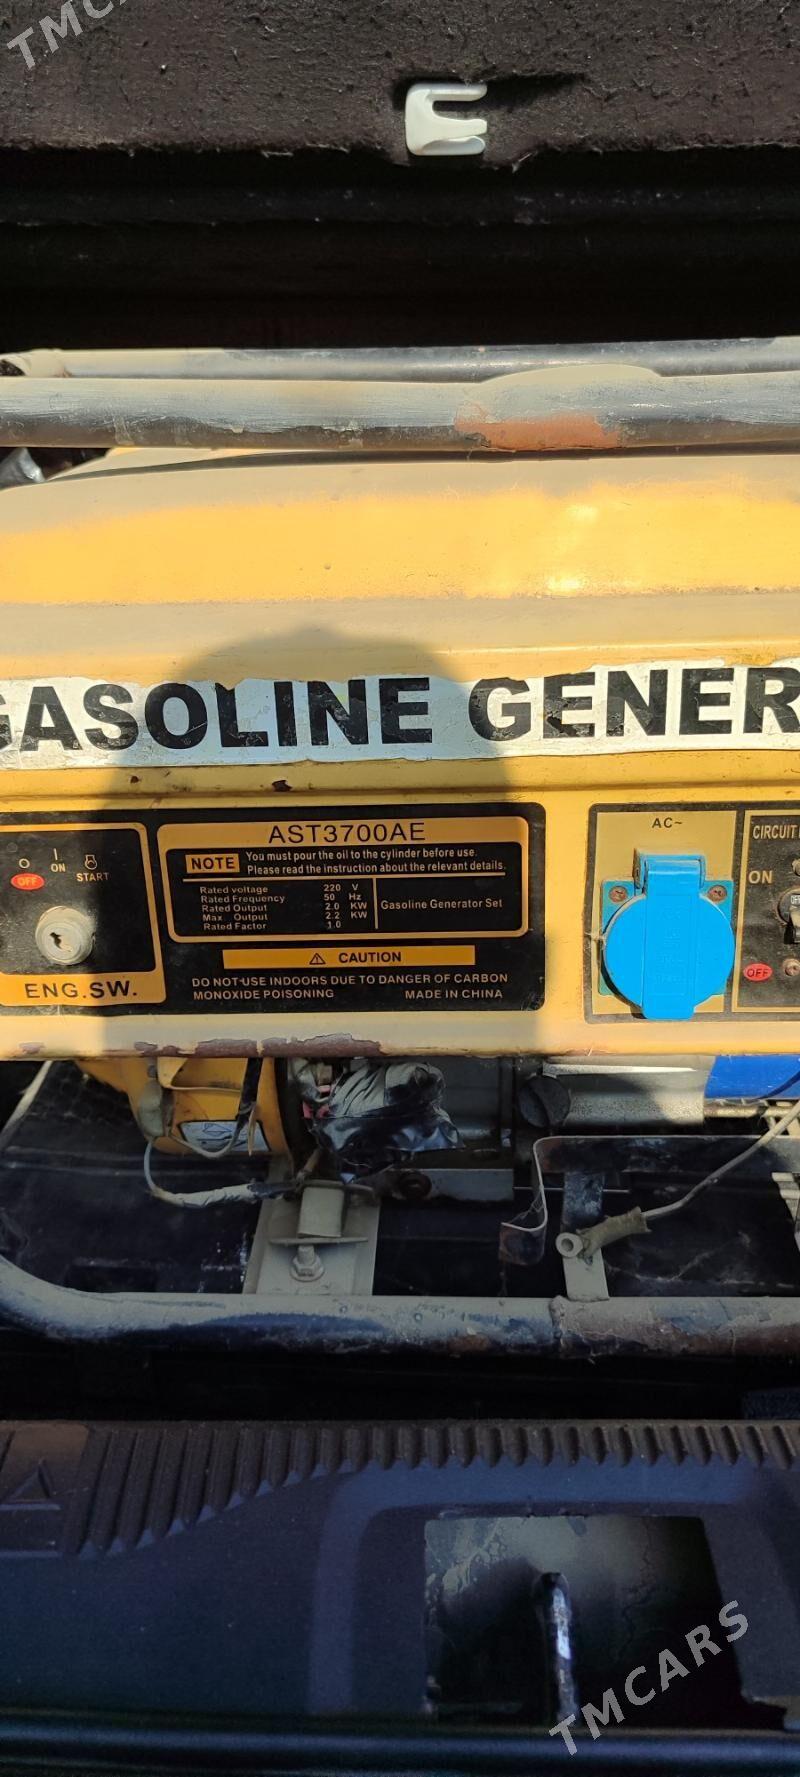 GASOLINE GENER
AST3700AE
NOTE You must pour the oil to the cylinder before use.
Please read the instruction about the relevant details.
Rated voltage 220 V
Rated Frequency 50 Hz
Rated Output 2.0 KW
Max Output 2.2 KW
Rated Factor 1.0
Gasoline Generator Set
CAUTION
DO NOT USE INDOORS DUE TO DANGER OF CARBON
MONOXIDE POISONING MADE IN CHINA
OFF ON START
ENG.SW.
AC~
CIRCUIT
ON
OFF
OFF
TMCARS